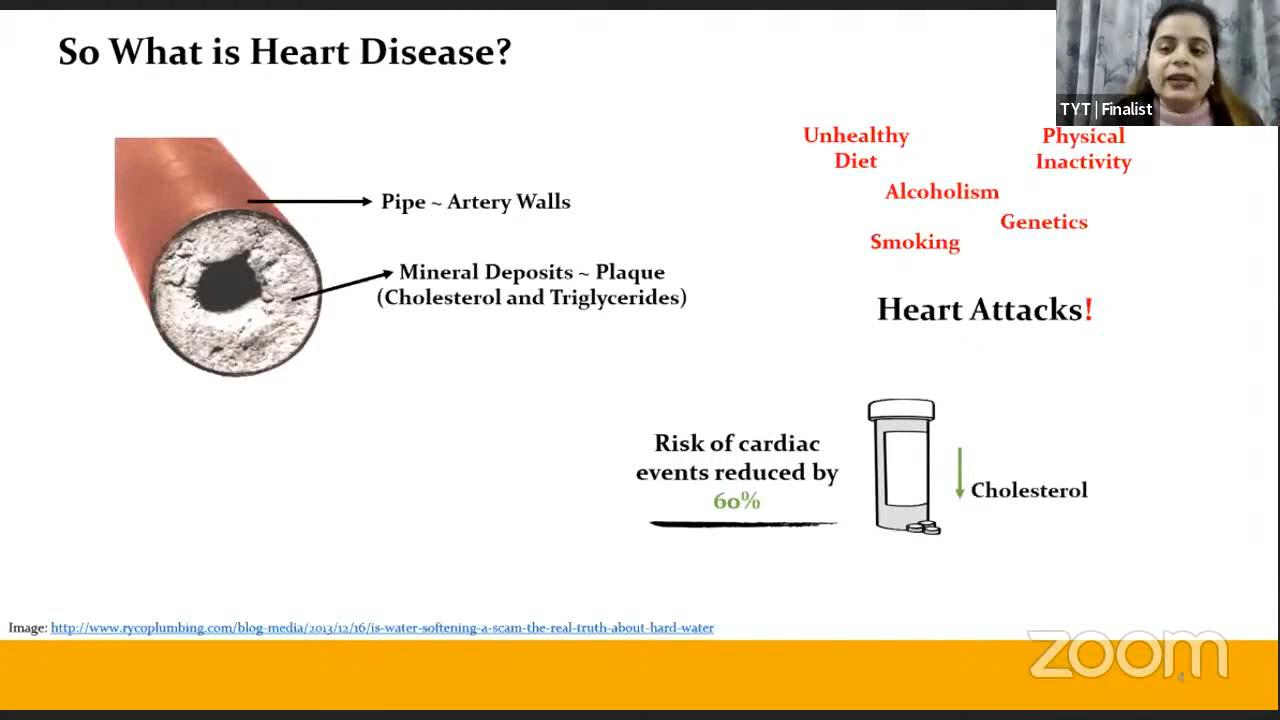 So What is Heart Disease?
TYT | Finalist
Unhealthy
Diet
Physical
Inactivity
Alcoholism
Genetics
Smoking
Pipe ~ Artery Walls
Mineral Deposits ~ Plaque
(Cholesterol and Triglycerides)
Heart Attacks!
Risk of cardiac
events reduced by
60%
Cholesterol
Image: http://www.rycoplumbing.com/blog-media/2013/12/16/is-water-softening-a-scam-the-real-truth-about-hard-water
zoom
4